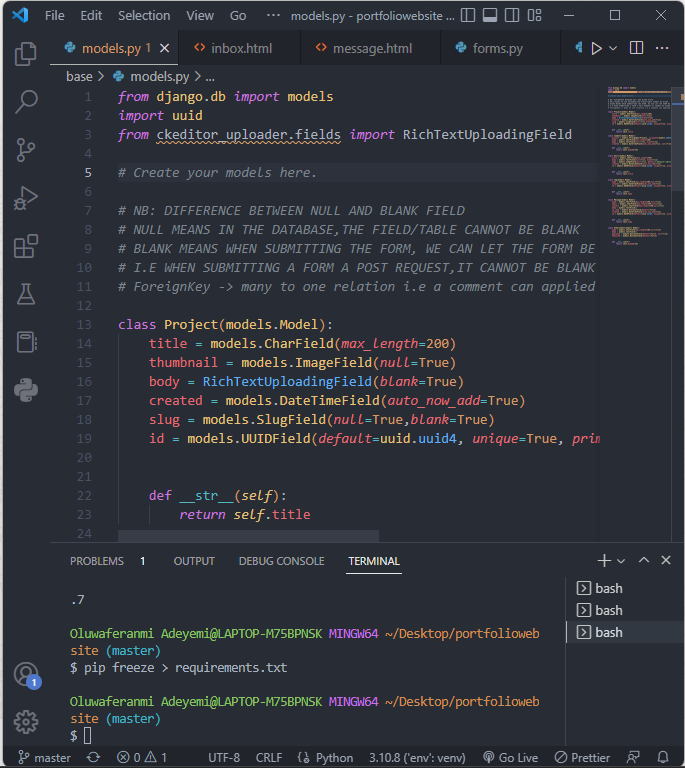 File Edit Selection View Go ··· models.py - portfoliowebsite ...
models.py 1 inbox.html message.html forms.py
base > models.py > ...
1 from django.db import models
2 import uuid
3 from ckeditor_uploader.fields import RichTextUploadingField
4
5 # Create your models here.
6
7 # NB: DIFFERENCE BETWEEN NULL AND BLANK FIELD
8 # NULL MEANS IN THE DATABASE,THE FIELD/TABLE CANNOT BE BLANK
9 # BLANK MEANS WHEN SUBMITTING THE FORM, WE CAN LET THE FORM BE
10 # I.E WHEN SUBMITTING A FORM A POST REQUEST,IT CANNOT BE BLANK
11 # ForeignKey -> many to one relation i.e a comment can applied
12
13 class Project(models.Model):
14 title = models.CharField(max_length=200)
15 thumbnail = models.ImageField(null=True)
16 body = RichTextUploadingField(blank=True)
17 created = models.DateTimeField(auto_now_add=True)
18 slug = models.SlugField(null=True,blank=True)
19 id = models.UUIDField(default=uuid.uuid4, unique=True, prim
20
21
22 def __str__(self):
23 return self.title
24
PROBLEMS 1 OUTPUT DEBUG CONSOLE TERMINAL
.7
bash
bash
bash
Oluwaferanmi Adeyemi@LAPTOP-M75BPNSK MINGW64 ~/Desktop/portfolioweb
site (master)
$ pip freeze > requirements.txt
Oluwaferanmi Adeyemi@LAPTOP-M75BPNSK MINGW64 ~/Desktop/portfolioweb
site (master)
$
1
master 0 1 UTF-8 CRLF {} Python 3.10.8 ('env': venv) Go Live Prettier